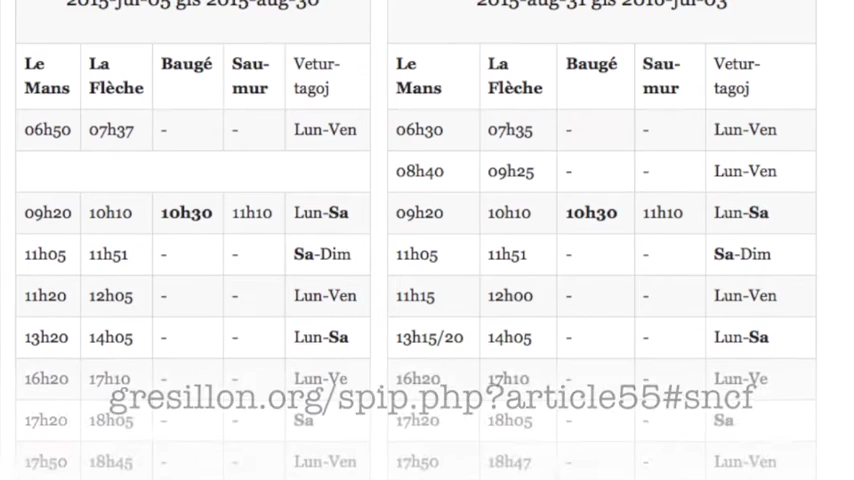 2015-jul-05 ĝis 2015-aug-30
Le Mans La Flèche Baugé Sau-mur Vetur-tagoj
06h50 07h37 - - Lun-Ven
09h20 10h10 10h30 11h10 Lun-Sa
11h05 11h51 - - Sa-Dim
11h20 12h05 - - Lun-Ven
13h20 14h05 - - Lun-Sa
16h20 17h10 - - Lun-Ve
17h20 18h05 - - Sa
17h50 18h45 - - Lun-Ven
2015-aug-31 ĝis 2016-jul-03
Le Mans La Flèche Baugé Sau-mur Vetur-tagoj
06h30 07h35 - - Lun-Ven
08h40 09h25 - - Lun-Ven
09h20 10h10 10h30 11h10 Lun-Sa
11h05 11h51 - - Sa-Dim
11h15 12h00 - - Lun-Ven
13h15/20 14h05 - - Lun-Sa
16h20 17h10 - - Lun-Ve
17h20 18h05 - - Sa
17h50 18h47 - - Lun-Ven
gresillon.org/spip.php?article55#sncf